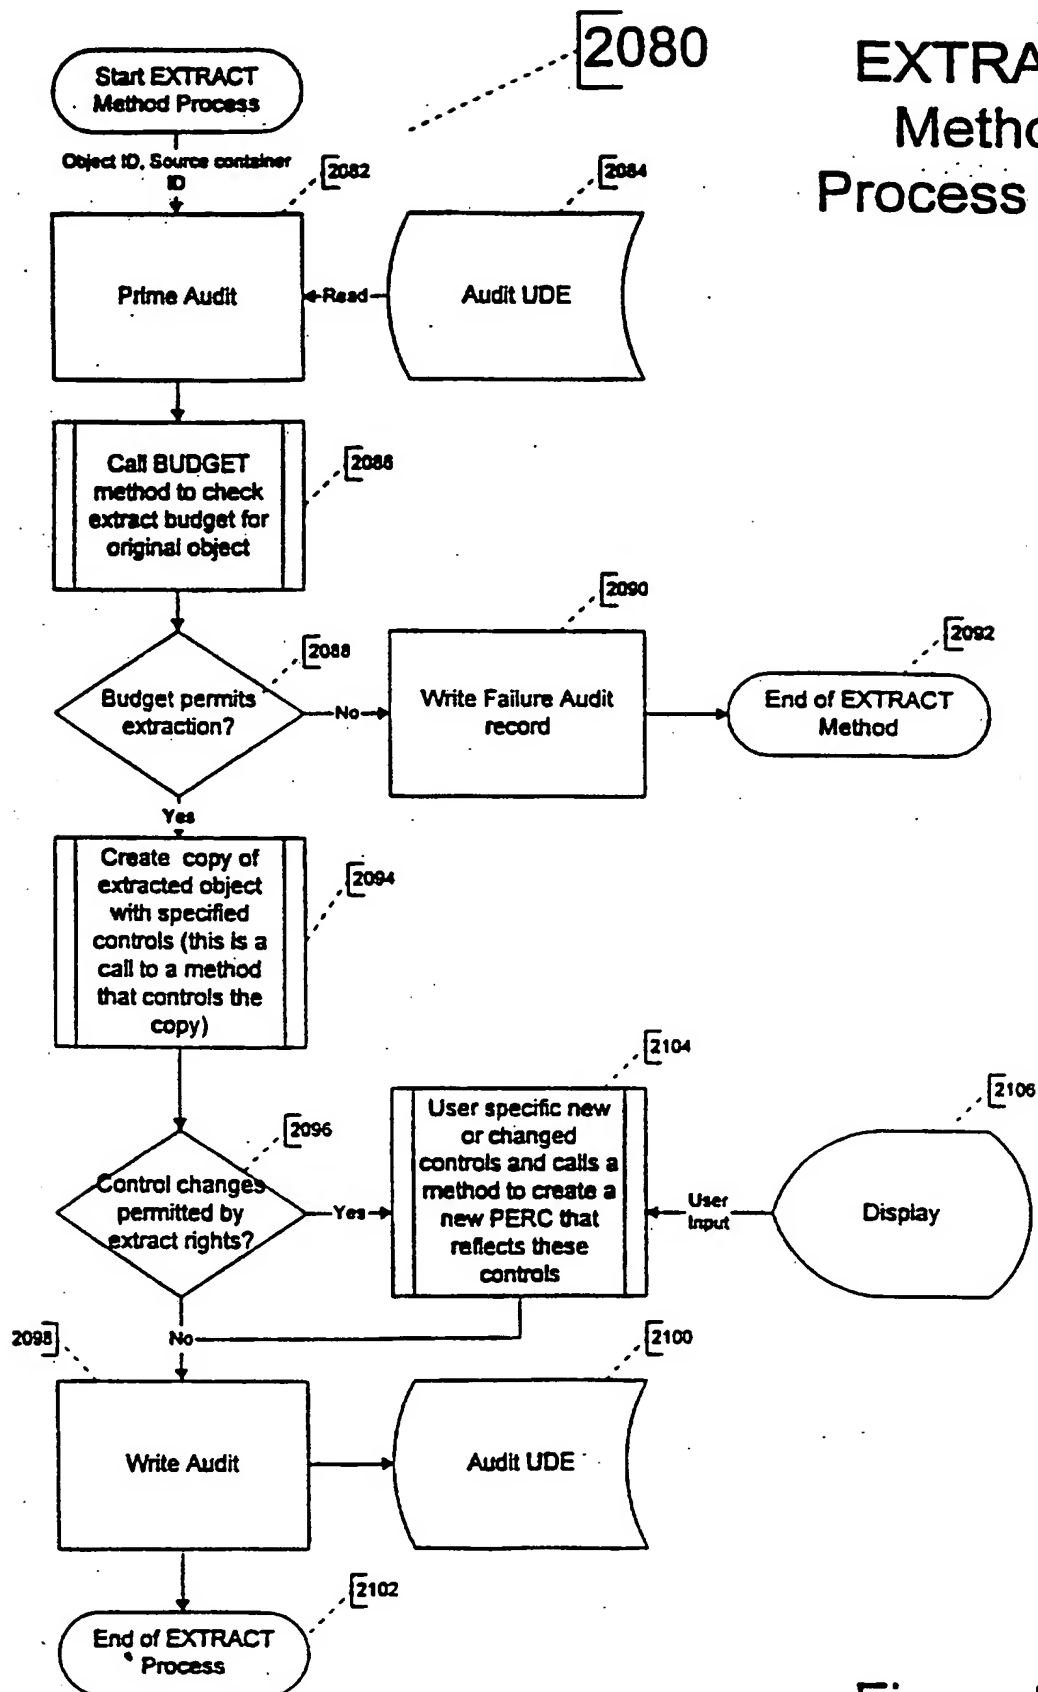 2080
EXTRA
Metho
Process
Start EXTRACT
Method Process
Object ID, Source container
ID
2082
2084
Prime Audit
Read
Audit UDE
Call BUDGET
method to check
extract budget for
original object
2086
2088
2090
2092
Budget permits
extraction?
No
Write Failure Audit
record
End of EXTRACT
Method
Yes
Create copy of
extracted object
with specified
controls (this is a
call to a method
that controls the
copy)
2094
2096
2104
2106
Control changes
permitted by
extract rights?
Yes
User specific new
or changed
controls and calls a
method to create a
new PERC that
reflects these
controls
User
Input
Display
No
2098
2100
Write Audit
Audit UDE
2102
End of EXTRACT
Process